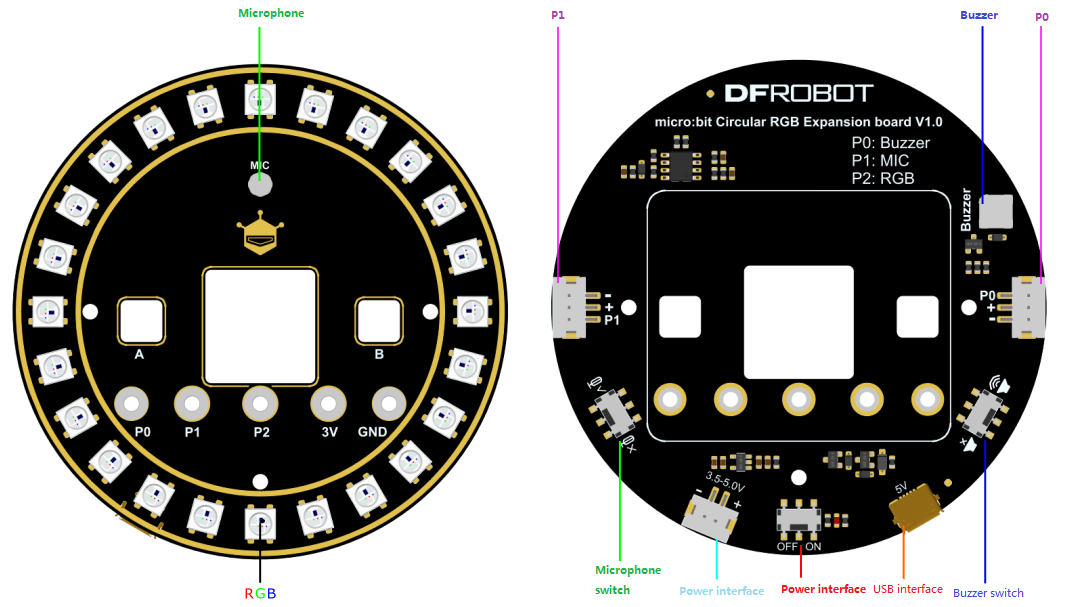 Microphone
MIC
A
B
P0
P1
P2
3V
GND
RGB
P1
Buzzer
P0
DFROBOT
micro:bit Circular RGB Expansion board V1.0
P0: Buzzer
P1: MIC
P2: RGB
Buzzer
-
+
P1
P0
+
-
3.5-5.0V
-
+
5V
OFF ON
Microphone
switch
Power interface
Power interface
USB interface
Buzzer switch